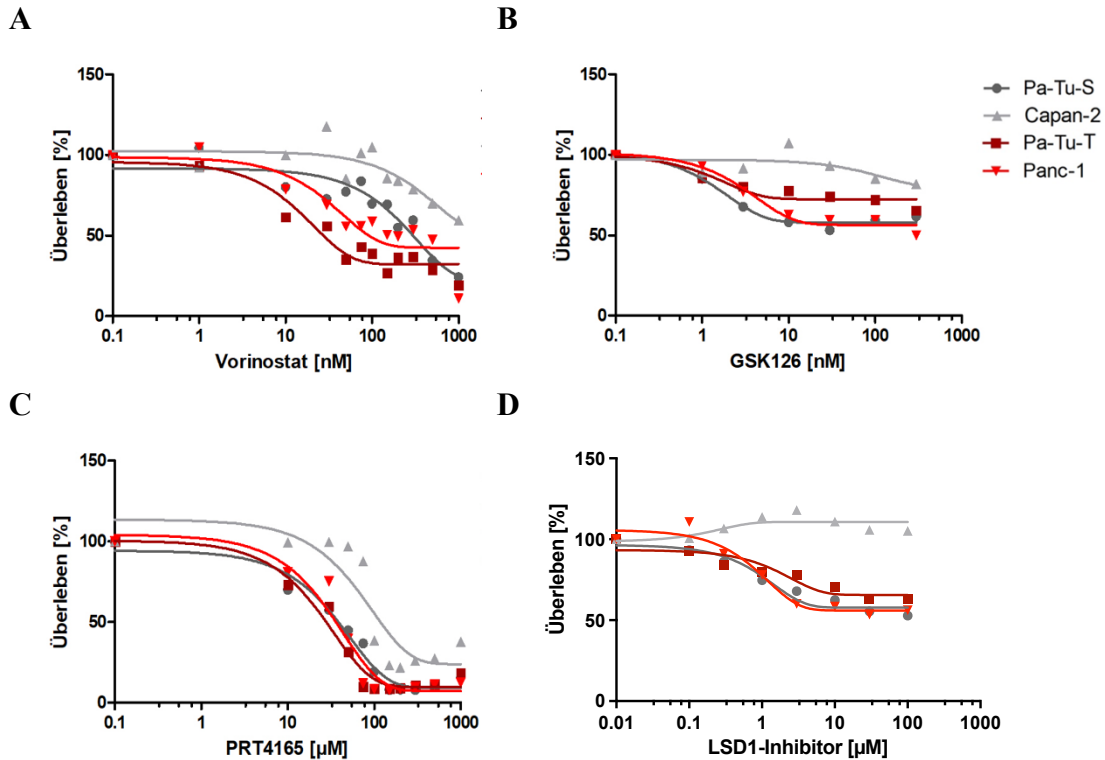 A
B
150
100
50
0
Überleben [%]
0.1
1
10
100
1000
Vorinostat [nM]
150
100
50
0
Überleben [%]
0.1
1
10
100
1000
GSK126 [nM]
Pa-Tu-S
Capan-2
Pa-Tu-T
Panc-1
C
D
150
100
50
0
Überleben [%]
0.1
1
10
100
1000
PRT4165 [µM]
150
100
50
0
Überleben [%]
0.01
0.1
1
10
100
1000
LSD1-Inhibitor [µM]